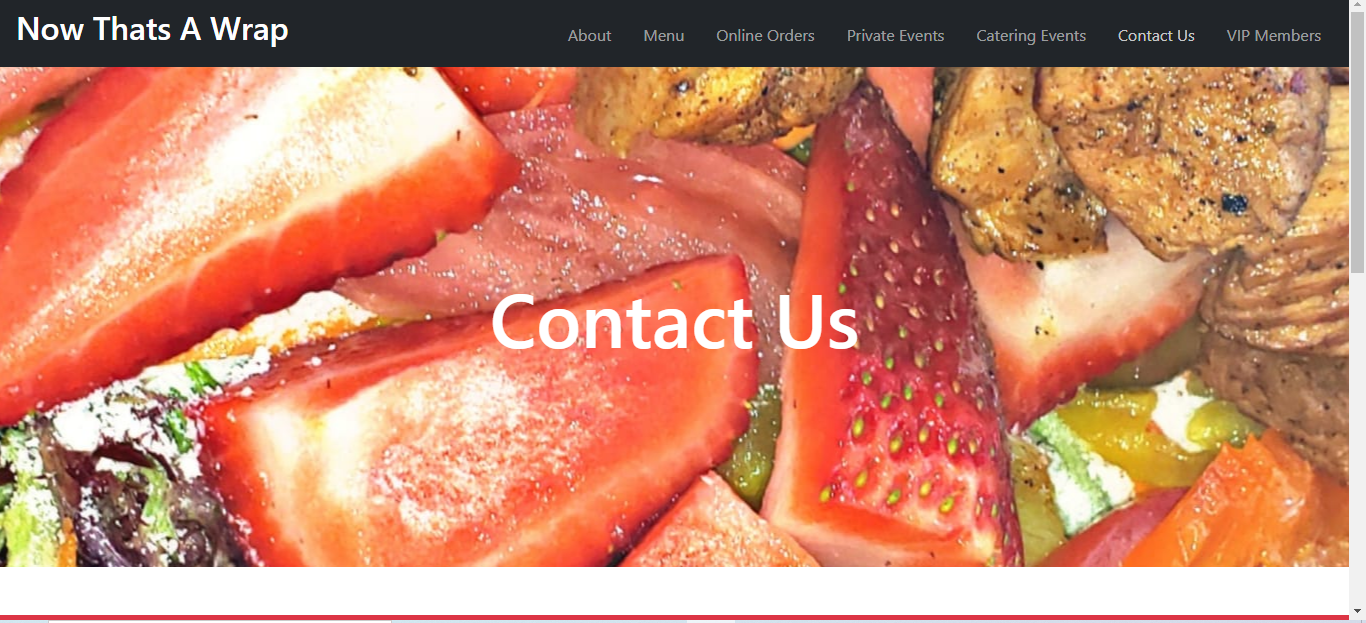 Now Thats A Wrap
About Menu Online Orders Private Events Catering Events Contact Us VIP Members
Contact Us